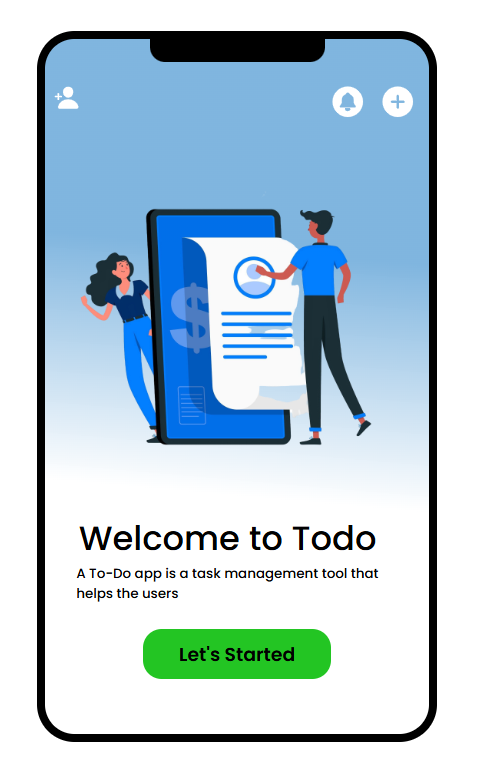 $
Welcome to Todo
A To-Do app is a task management tool that
helps the users
Let's Started